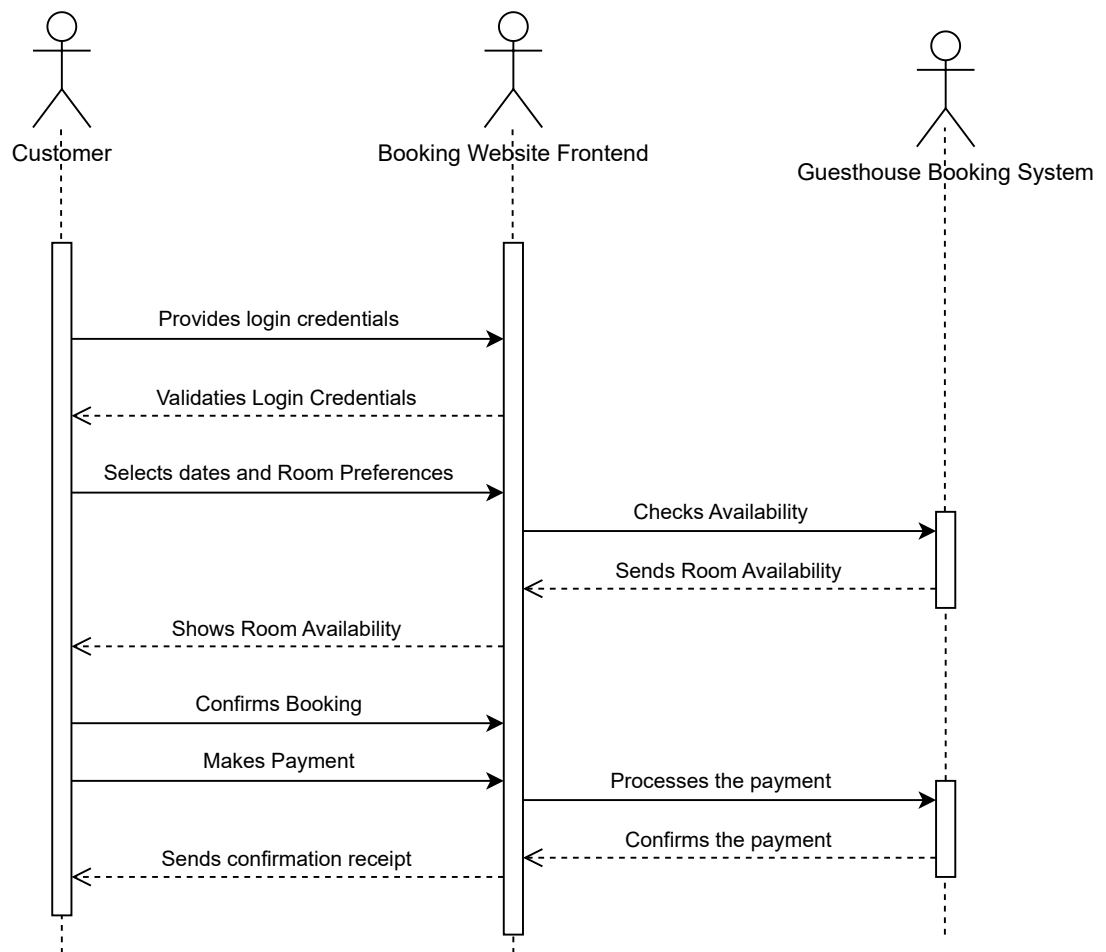 Customer
Booking Website Frontend
Guesthouse Booking System
Provides login credentials
Validaties Login Credentials
Selects dates and Room Preferences
Checks Availability
Sends Room Availability
Shows Room Availability
Confirms Booking
Makes Payment
Processes the payment
Confirms the payment
Sends confirmation receipt